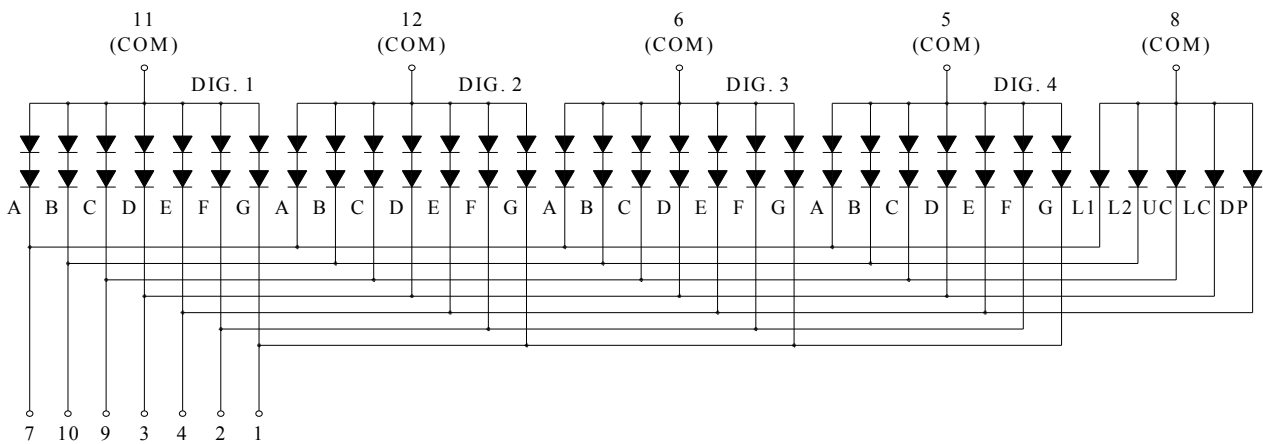 11 12 6 5 8
(COM) (COM) (COM) (COM) (COM)
DIG. 1 DIG. 2 DIG. 3 DIG. 4
A B C D E F G A B C D E F G A B C D E F G A B C D E F G L1 L2 UC LC DP
7 10 9 3 4 2 1